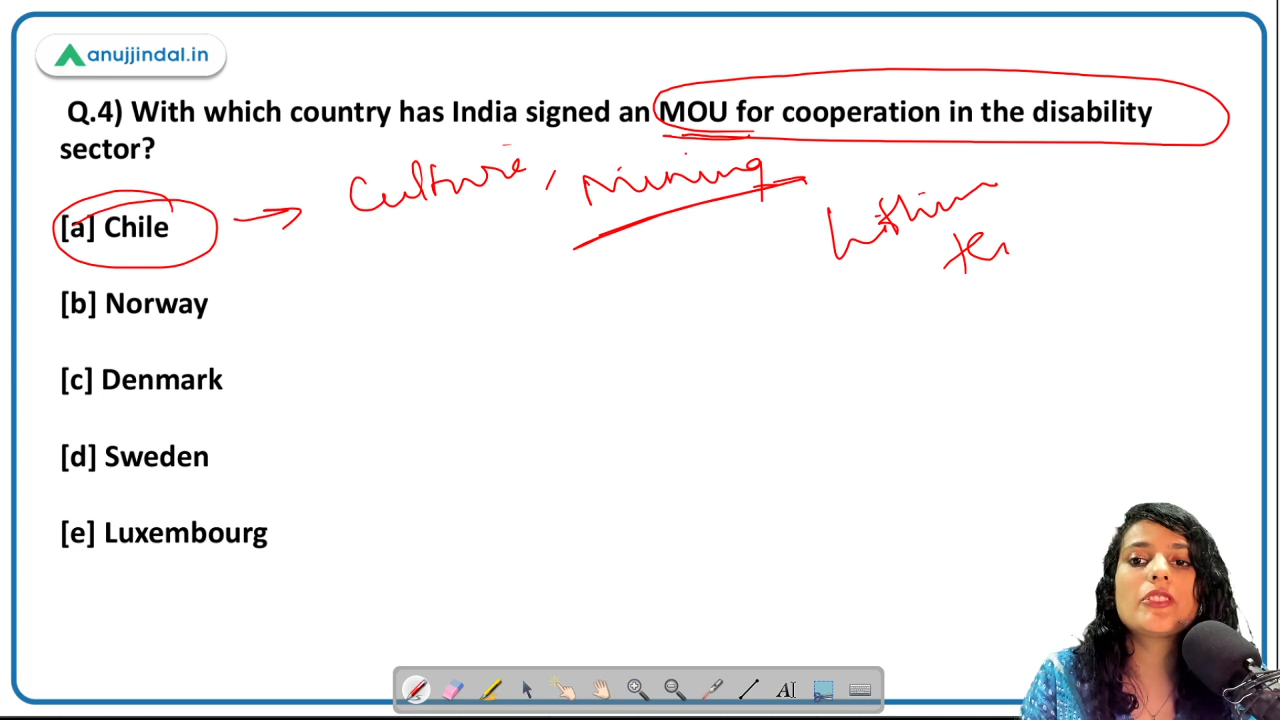 anujjindal.in
Q.4) With which country has India signed an MOU for cooperation in the disability
sector?
Culture, Mining
[a] Chile
lithium
[b] Norway
[c] Denmark
[d] Sweden
[e] Luxembourg
AI